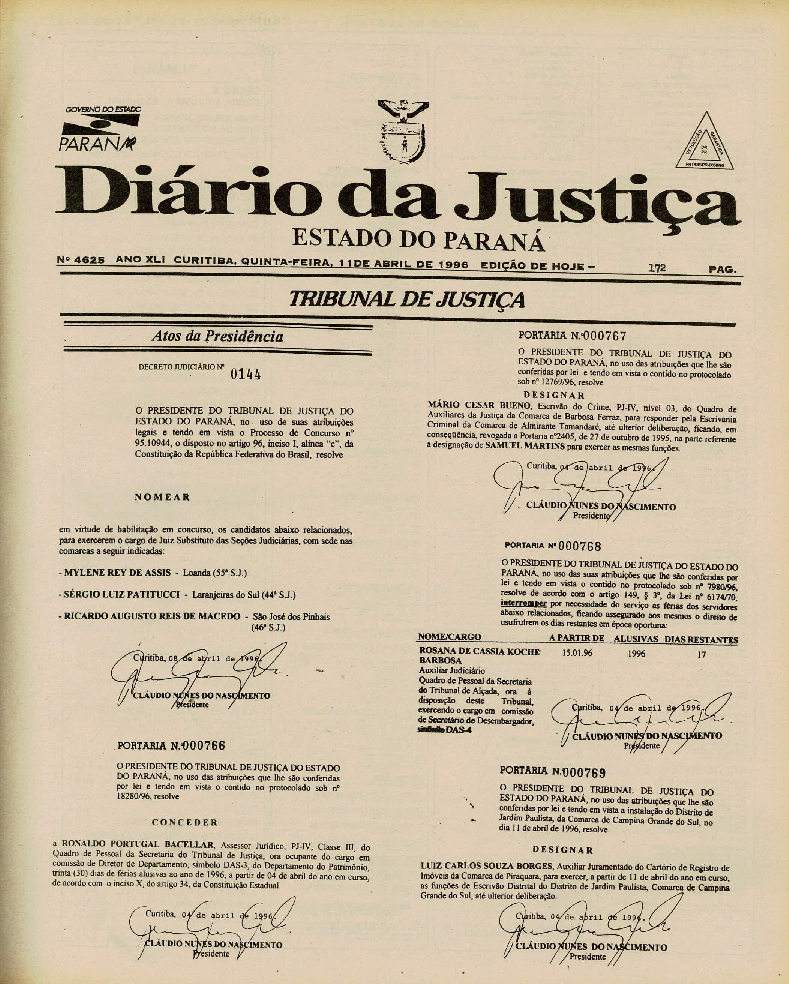 GOVERNO DO ESTADO
PARANÁ
Diário da Justiça
ESTADO DO PARANÁ
Nº 4625 ANO XLI CURITIBA, QUINTA-FEIRA, 11DE ABRIL DE 1996 EDIÇÃO DE HOJE - 172 PAG.
TRIBUNAL DE JUSTIÇA
Atos da Presidência
DECRETO JUDICIÁRIO Nº 0144
O PRESIDENTE DO TRIBUNAL DE JUSTIÇA DO
ESTADO DO PARANÁ, no uso de suas atribuições
legais e tendo em vista o Processo de Concurso nº
95.10944, o disposto no artigo 96, inciso I, alínea "c", da
Constituição da República Federativa do Brasil, resolve
N O M E A R
em virtude de habilitação em concurso, os candidatos abaixo relacionados,
para exercerem o cargo de Juiz Substituto das Seções Judiciárias, com sede nas
comarcas a seguir indicadas:
- MYLENE REY DE ASSIS - Loanda (55ª S.J.)
- SÉRGIO LUIZ PATITUCCI - Laranjeiras do Sul (44ª S.J.)
- RICARDO AUGUSTO REIS DE MACEDO - São José dos Pinhais
(46ª S.J.)
Curitiba, 08 de abril de 1996.
CLÁUDIO NUNES DO NASCIMENTO
Presidente
PORTARIA N.º000766
O PRESIDENTE DO TRIBUNAL DE JUSTIÇA DO ESTADO
DO PARANÁ, no uso das atribuições que lhe são conferidas
por lei e tendo em vista o contido no protocolado sob nº
18280/96, resolve
C O N C E D E R
a RONALDO PORTUGAL BACELLAR, Assessor Jurídico, PJ-IV, Classe III, do
Quadro de Pessoal da Secretaria do Tribunal de Justiça, ora ocupante do cargo em
comissão de Diretor de Departamento, símbolo DAS-3, do Departamento do Patrimônio,
trinta (30) dias de férias alusivas ao ano de 1996, a partir de 04 de abril do ano em curso,
de acordo com o inciso X, do artigo 34, da Constituição Estadual.
Curitiba, 04 de abril de 1996.
CLÁUDIO NUNES DO NASCIMENTO
Presidente
PORTARIA N.º000767
O PRESIDENTE DO TRIBUNAL DE JUSTIÇA DO
ESTADO DO PARANÁ, no uso das atribuições que lhe são
conferidas por lei e tendo em vista o contido no protocolado
sob nº 12769/96, resolve
D E S I G N A R
MÁRIO CESAR BUENO, Escrivão do Crime, PJ-IV, nível 03, do Quadro de
Auxiliares da Justiça da Comarca de Barbosa Ferraz, para responder pela Escrivania
Criminal da Comarca de Almirante Tamandaré, até ulterior deliberação, ficando, em
conseqüência, revogada a Portaria nº2405, de 27 de outubro de 1995, na parte referente
a designação de SAMUEL MARTINS para exercer as mesmas funções.
Curitiba, 04 de abril de 1996.
CLÁUDIO NUNES DO NASCIMENTO
Presidente
PORTARIA Nº 000768
O PRESIDENTE DO TRIBUNAL DE JUSTIÇA DO ESTADO DO
PARANÁ, no uso das suas atribuições que lhe são conferidas por
lei e tendo em vista o contido no protocolado sob nº 7980/96,
resolve de acordo com o artigo 149, § 3º, da Lei nº 6174/70,
interromper por necessidade do serviço as férias dos servidores
abaixo relacionados, ficando assegurado aos mesmos o direito de
usufrutrem os dias restantes em época oportuna:
NOME/CARGO A PARTIR DE ALUSIVAS DIAS RESTANTES
ROSANA DE CASSIA KOCHE 15.01.96 1996 17
BARBOSA
Auxiliar Judiciário
Quadro de Pessoal da Secretaria
do Tribunal de Alçada, ora à
disposição deste Tribunal,
exercendo o cargo em comissão
de Secretário de Desembargador,
símbolo DAS-4
Curitiba, 04 de abril de 1996.
CLÁUDIO NUNES DO NASCIMENTO
Presidente
PORTARIA N.º000769
O PRESIDENTE DO TRIBUNAL DE JUSTIÇA DO
ESTADO DO PARANÁ, no uso das atribuições que lhe são
conferidas por lei e tendo em vista a instalação do Distrito de
Jardim Paulista, da Comarca de Campina Grande do Sul, no
dia 11 de abril de 1996, resolve
D E S I G N A R
LUIZ CARLOS SOUZA BORGES, Auxiliar Juramentado do Cartório de Registro de
Imóveis da Comarca de Piraquara, para exercer, a partir de 11 de abril do ano em curso,
as funções de Escrivão Distrital do Distrito de Jardim Paulista, Comarca de Campina
Grande do Sul, até ulterior deliberação.
Curitiba, 04 de abril de 1996.
CLÁUDIO NUNES DO NASCIMENTO
Presidente